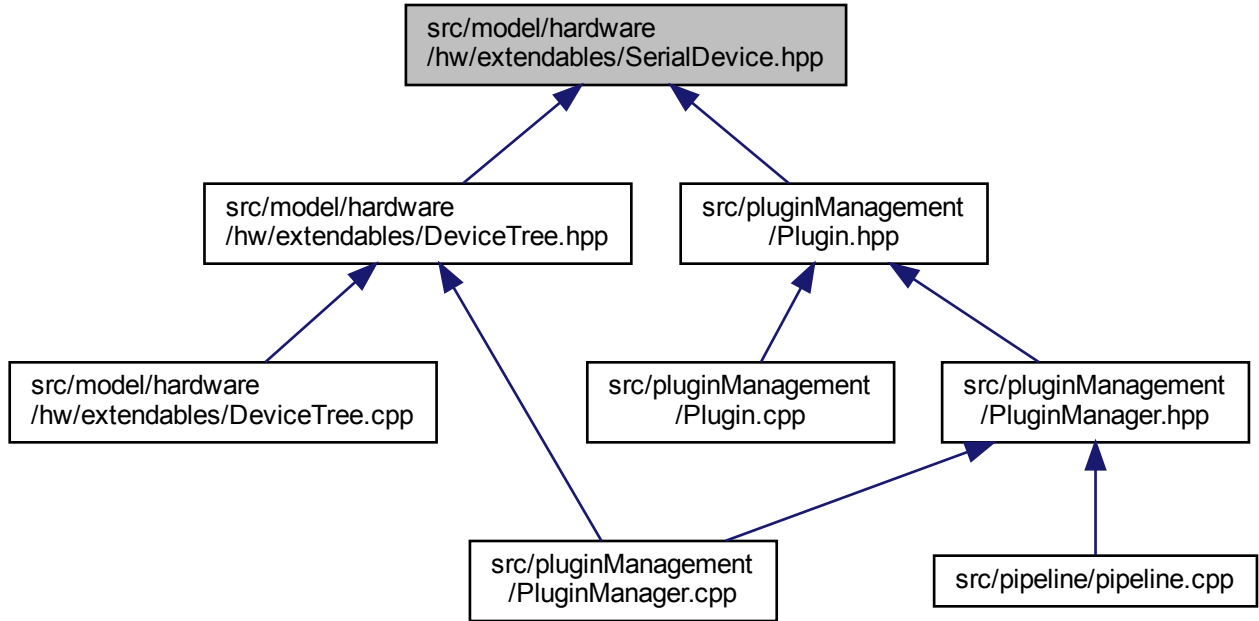 src/model/hardware
/hw/extendables/SerialDevice.hpp
src/model/hardware
/hw/extendables/DeviceTree.hpp
src/pluginManagement
/Plugin.hpp
src/model/hardware
/hw/extendables/DeviceTree.cpp
src/pluginManagement
/Plugin.cpp
src/pluginManagement
/PluginManager.hpp
src/pluginManagement
/PluginManager.cpp
src/pipeline/pipeline.cpp